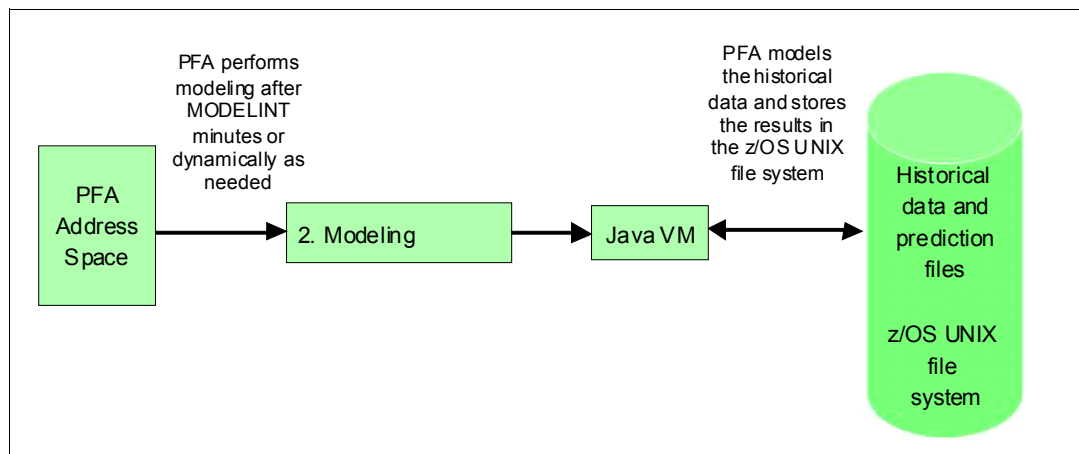 PFA performs
modeling after
MODELINT
minutes or
dynamically as
needed
PFA models
the historical
data and stores
the results in
the z/OS UNIX
file system
PFA
Address
Space
2. Modeling
Java VM
Historical
data and
prediction
files
z/OS UNIX
file
system